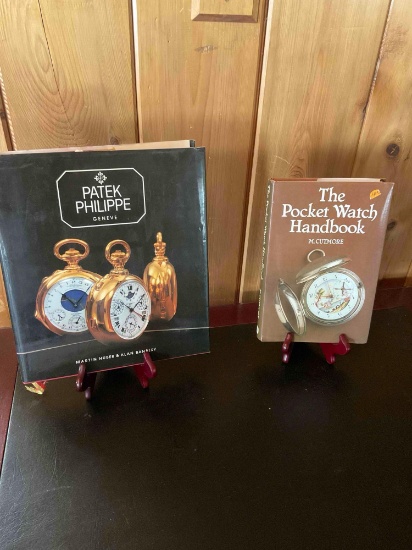 PATEK
PHILIPPE
GENEVE
MARTIN HUBER & ALAN BANBERY
The
Pocket Watch
Handbook
M. CUTMORE